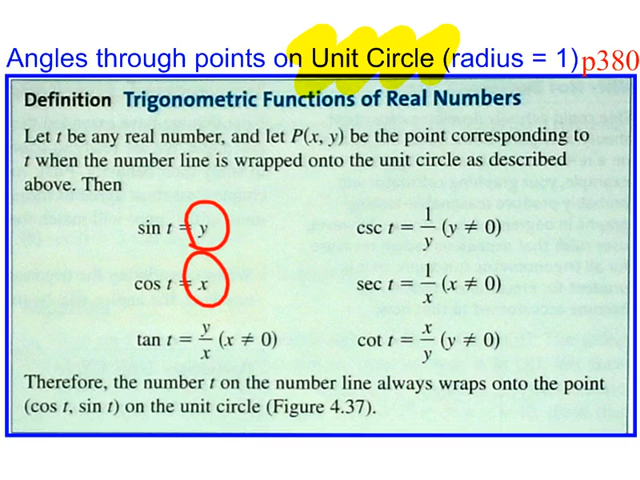 Angles through points on Unit Circle (radius = 1) p380
Definition Trigonometric Functions of Real Numbers
Let t be any real number, and let P(x, y) be the point corresponding to
t when the number line is wrapped onto the unit circle as described
above. Then
sin t = y    csc t = 1/y (y ≠ 0)
cos t = x    sec t = 1/x (x ≠ 0)
tan t = y/x (x ≠ 0)    cot t = x/y (y ≠ 0)
Therefore, the number t on the number line always wraps onto the point
(cos t, sin t) on the unit circle (Figure 4.37).